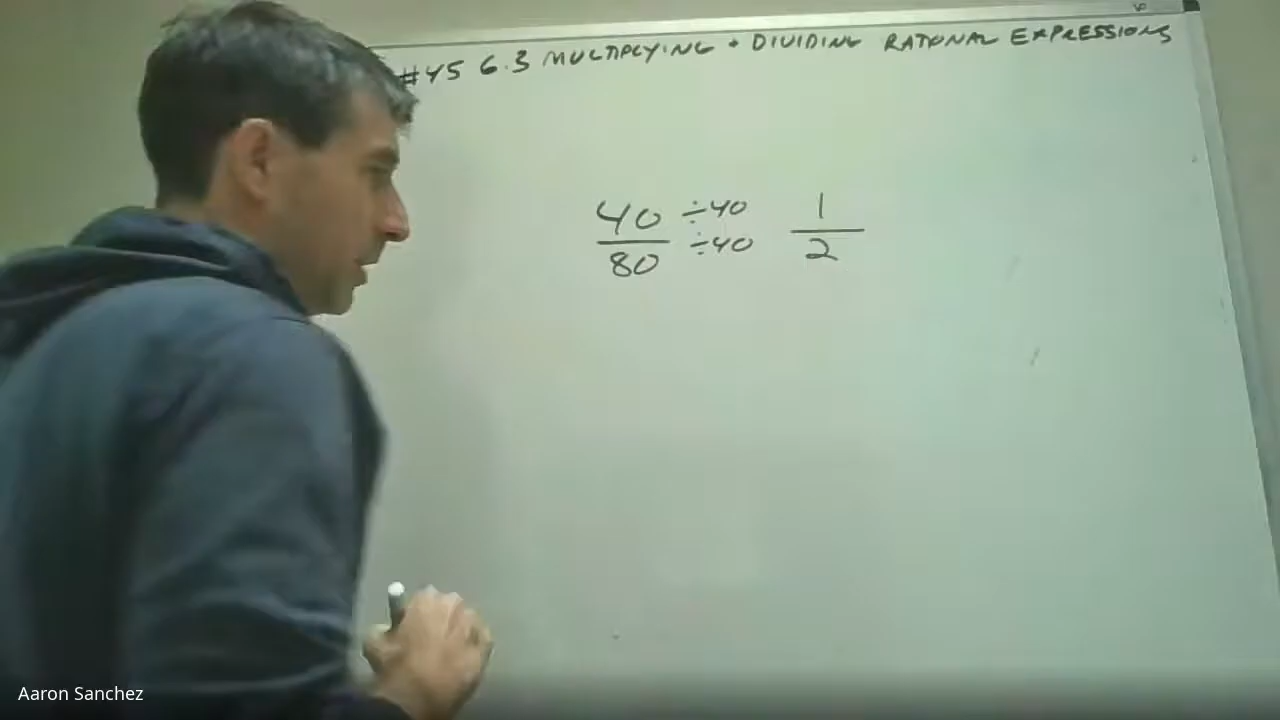 #45 6.3 MULTIPLYING + DIVIDING RATIONAL EXPRESSIONS
40 ÷40 1
80 ÷40 2
Aaron Sanchez